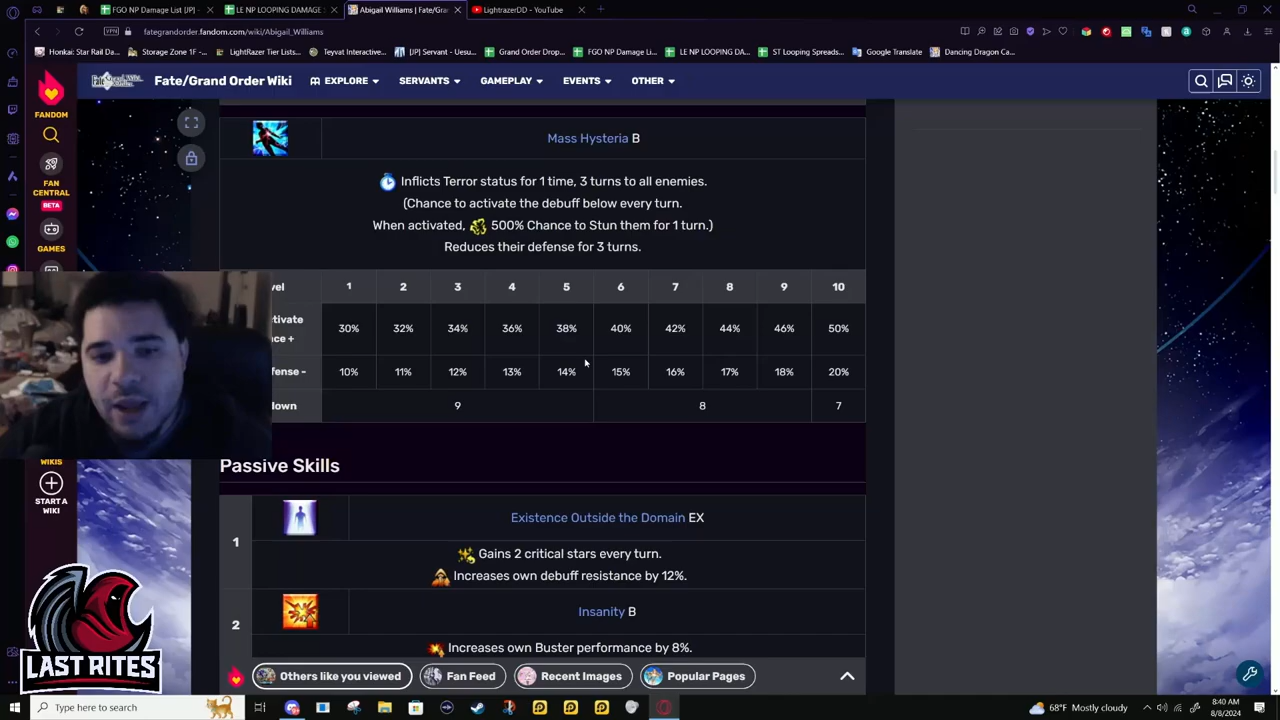 FGO NP Damage List [JP] -
LE NP LOOPING DAMAGE
Abigail Williams | Fate/Gran
LightrazerDD - YouTube
VPN
fategrandorder.fandom.com/wiki/Abigail_Williams
Honkai: Star Rail Da...
Storage Zone 1F -...
LightRazer Tier Lists...
Teyvat Interactive...
[JP] Servant - Uesu...
Grand Order Drop...
FGO NP Damage Li...
LE NP LOOPING DA...
ST Looping Spreads...
Google Translate
Dancing Dragon Ca...
Fate/Grand Order Wiki
EXPLORE
SERVANTS
GAMEPLAY
EVENTS
OTHER
FANDOM
FAN
CENTRAL
BETA
GAMES
WIKIS
START A
WIKI
Mass Hysteria B
Inflicts Terror status for 1 time, 3 turns to all enemies.
(Chance to activate the debuff below every turn.
When activated, 500% Chance to Stun them for 1 turn.)
Reduces their defense for 3 turns.
vel 1 2 3 4 5 6 7 8 9 10
tivate
nce + 30% 32% 34% 36% 38% 40% 42% 44% 46% 50%
fense - 10% 11% 12% 13% 14% 15% 16% 17% 18% 20%
down 9 8 7
Passive Skills
1
Existence Outside the Domain EX
Gains 2 critical stars every turn.
Increases own debuff resistance by 12%.
2
Insanity B
Increases own Buster performance by 8%.
Others like you viewed
Fan Feed
Recent Images
Popular Pages
LAST RITES
Type here to search
68°F Mostly cloudy
8:40 AM
8/8/2024